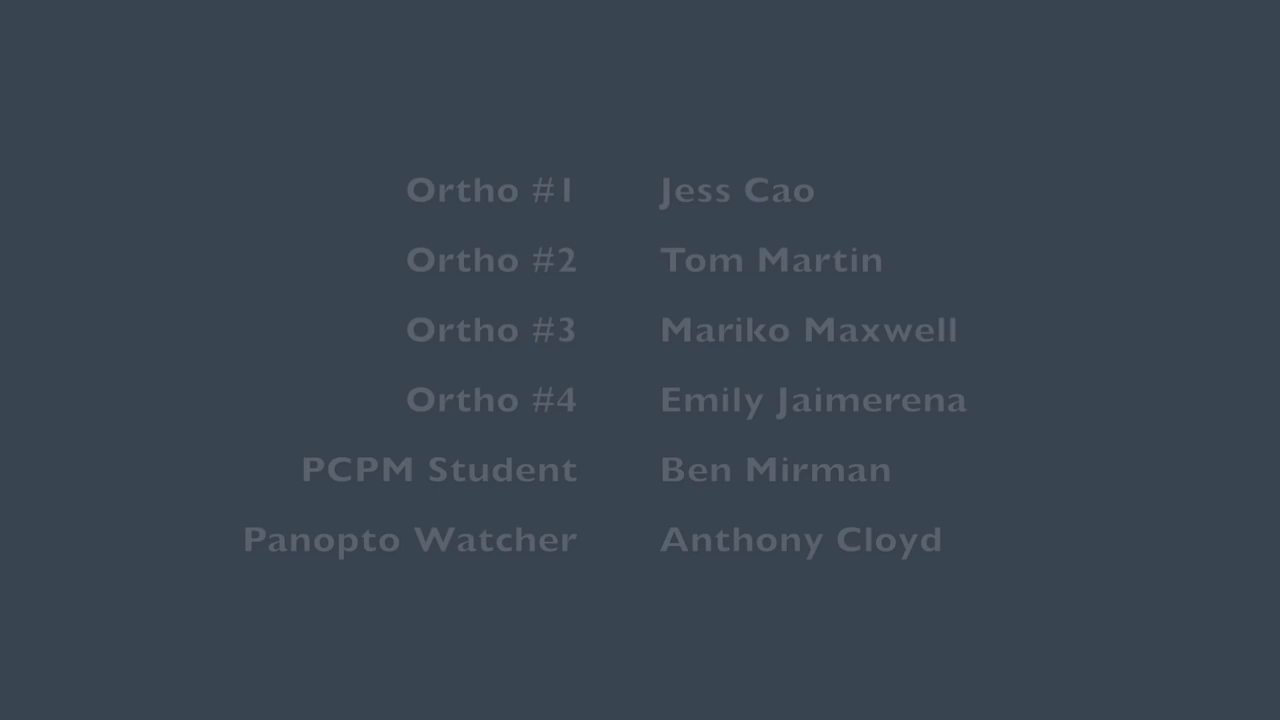 Ortho #1 Jess Cao
Ortho #2 Tom Martin
Ortho #3 Mariko Maxwell
Ortho #4 Emily Jaimerena
PCPM Student Ben Mirman
Panopto Watcher Anthony Cloyd